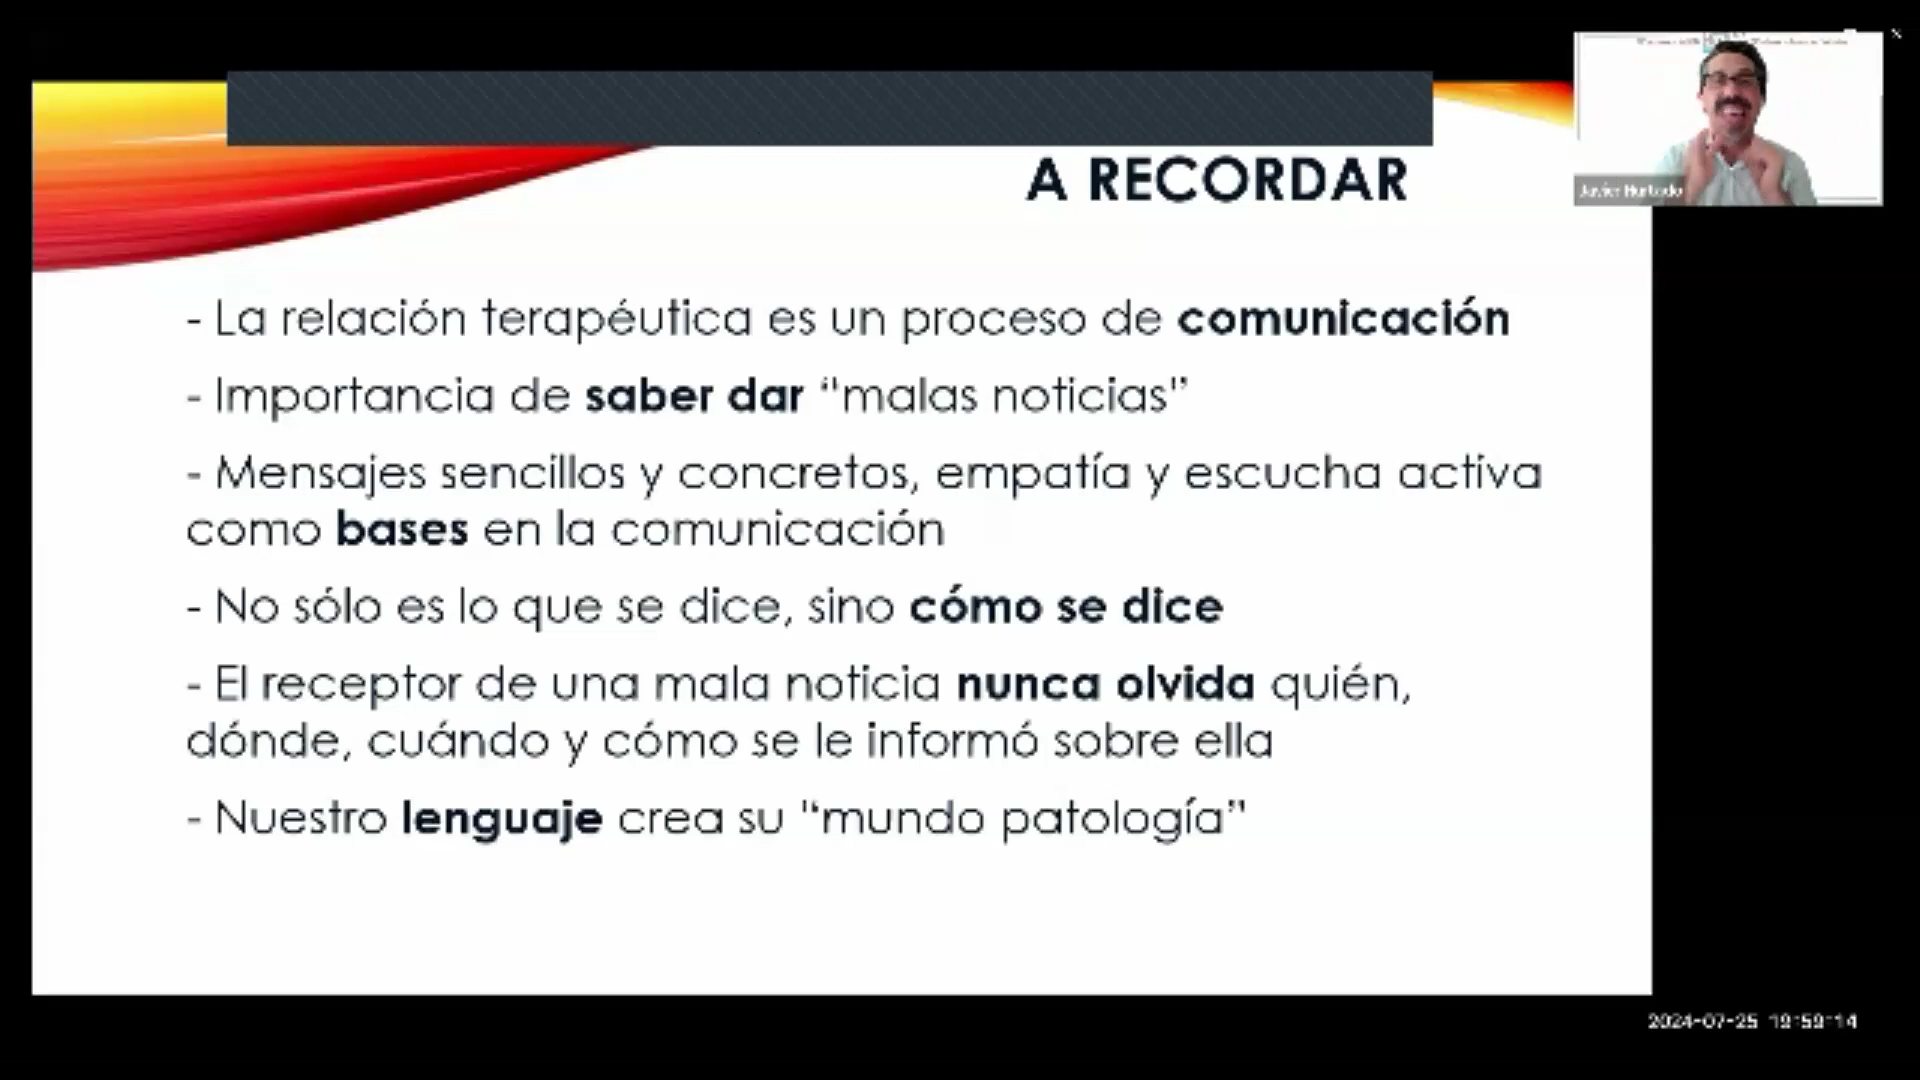 A RECORDAR
Javier Hurtado
- La relación terapéutica es un proceso de comunicación
- Importancia de saber dar “malas noticias”
- Mensajes sencillos y concretos, empatía y escucha activa
como bases en la comunicación
- No sólo es lo que se dice, sino cómo se dice
- El receptor de una mala noticia nunca olvida quién,
dónde, cuándo y cómo se le informó sobre ella
- Nuestro lenguaje crea su “mundo patología”
2024-07-25 19:59:14